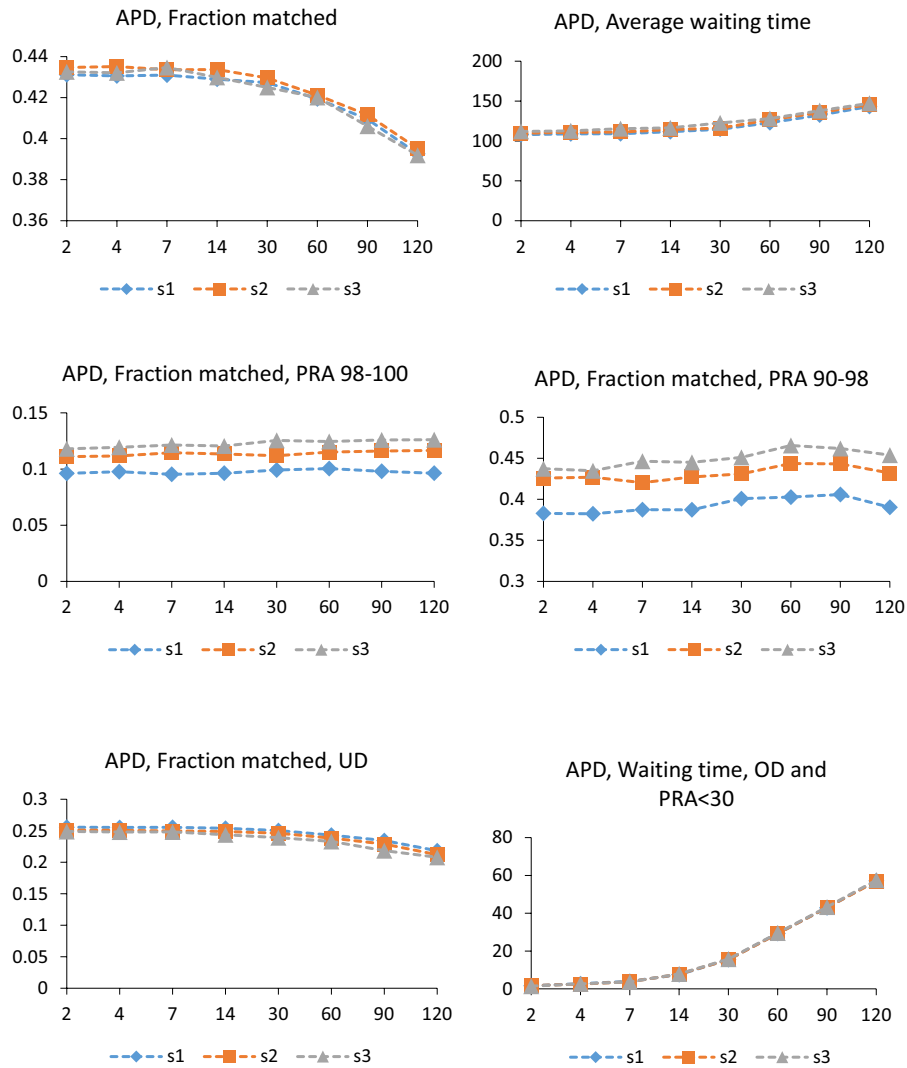 APD, Fraction matched
0.44
0.42
0.4
0.38
0.36
2 4 7 14 30 60 90 120
s1 s2 s3
APD, Average waiting time
200
150
100
50
0
2 4 7 14 30 60 90 120
s1 s2 s3
APD, Fraction matched, PRA 98-100
0.15
0.1
0.05
0
2 4 7 14 30 60 90 120
s1 s2 s3
APD, Fraction matched, PRA 90-98
0.5
0.45
0.4
0.35
0.3
2 4 7 14 30 60 90 120
s1 s2 s3
APD, Fraction matched, UD
0.3
0.25
0.2
0.15
0.1
0.05
0
2 4 7 14 30 60 90 120
s1 s2 s3
APD, Waiting time, OD and
PRA<30
80
60
40
20
0
2 4 7 14 30 60 90 120
s1 s2 s3